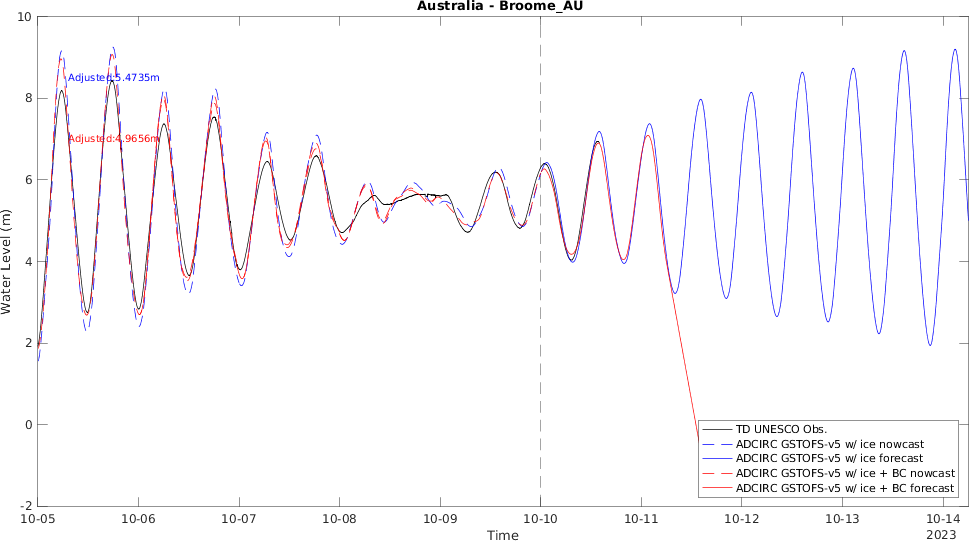 Australia - Broome_AU
10
8
6
4
2
0
-2
Water Level (m)
Adjusted:5.4735m
Adjusted:4.9656m
TD UNESCO Obs.
ADCIRC GSTOFS-v5 w/ ice nowcast
ADCIRC GSTOFS-v5 w/ ice forecast
ADCIRC GSTOFS-v5 w/ ice + BC nowcast
ADCIRC GSTOFS-v5 w/ ice + BC forecast
10-05 10-06 10-07 10-08 10-09 10-10 10-11 10-12 10-13 10-14
Time
2023